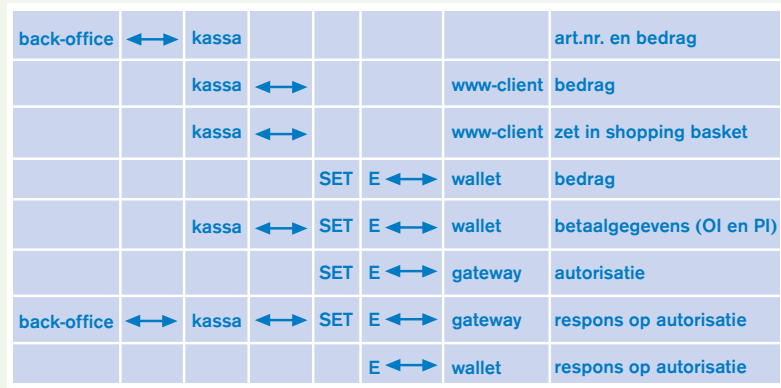 back-office kassa art.nr. en bedrag
kassa www-client bedrag
kassa www-client zet in shopping basket
SET E wallet bedrag
kassa SET E wallet betaalgegevens (OI en PI)
SET E gateway autorisatie
back-office kassa SET E gateway respons op autorisatie
E wallet respons op autorisatie